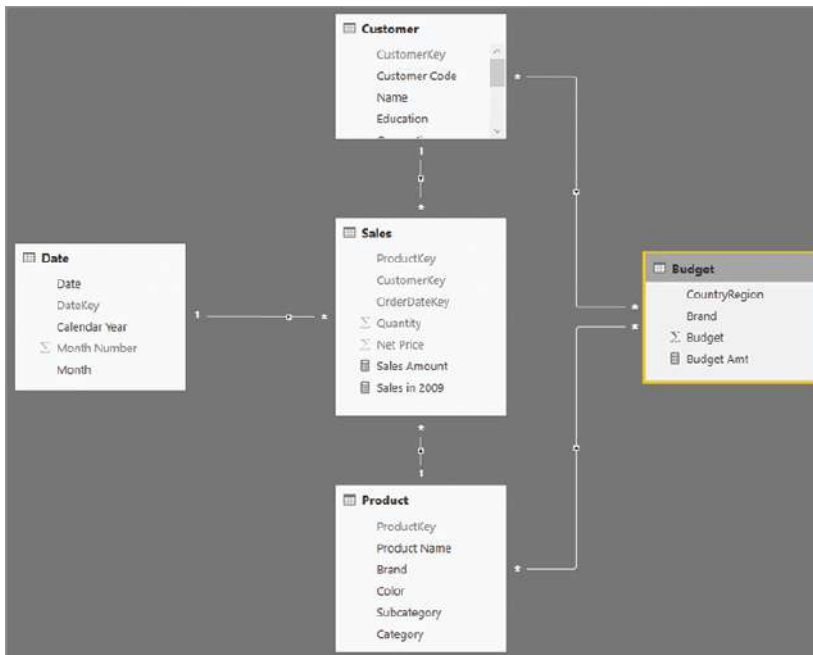 Customer
CustomerKey
Customer Code
Name
Education
1
*
*
Sales
ProductKey
CustomerKey
OrderDateKey
Σ Quantity
Σ Net Price
Sales Amount
Sales in 2009
Date
Date
DateKey
Calendar Year
Σ Month Number
Month
1
*
Budget
CountryRegion
Brand
Σ Budget
Budget Amt
*
*
*
1
Product
ProductKey
Product Name
Brand
Color
Subcategory
Category
*